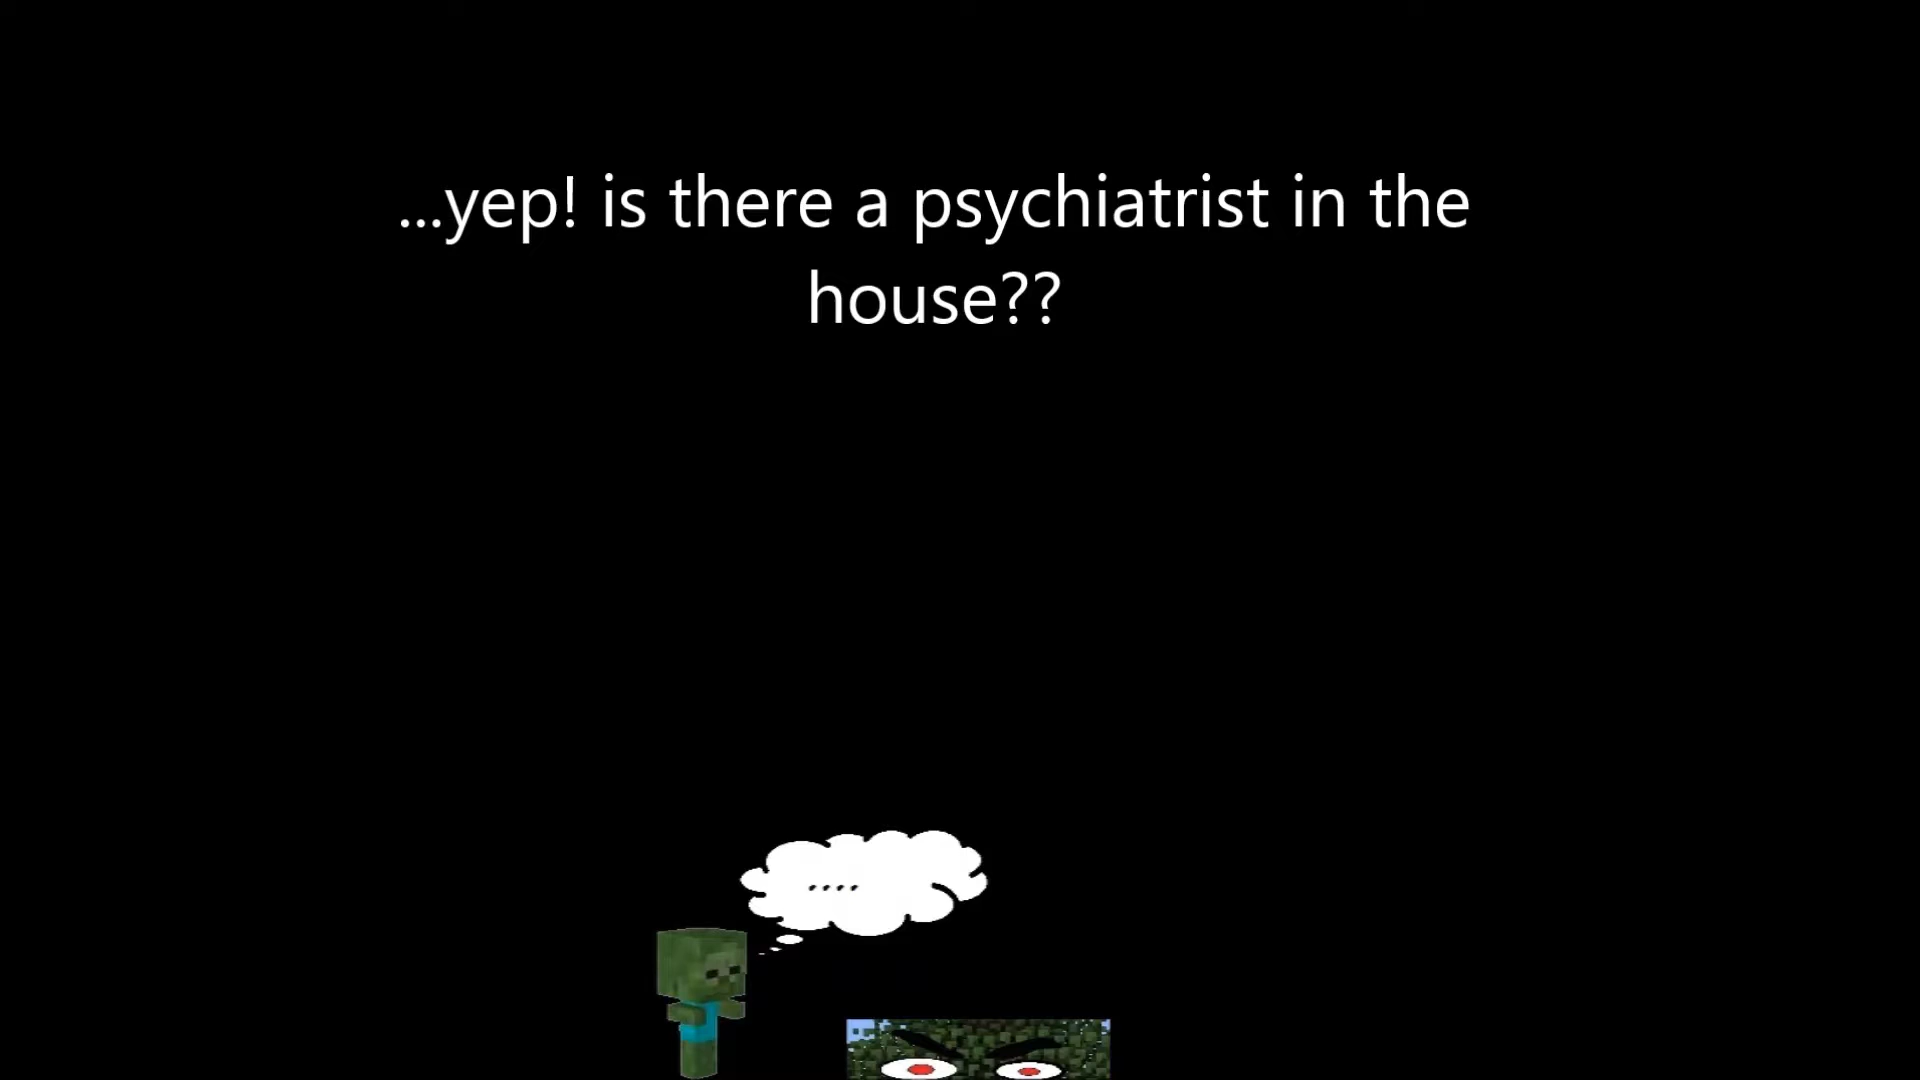 ...yep! is there a psychiatrist in the
house??
....